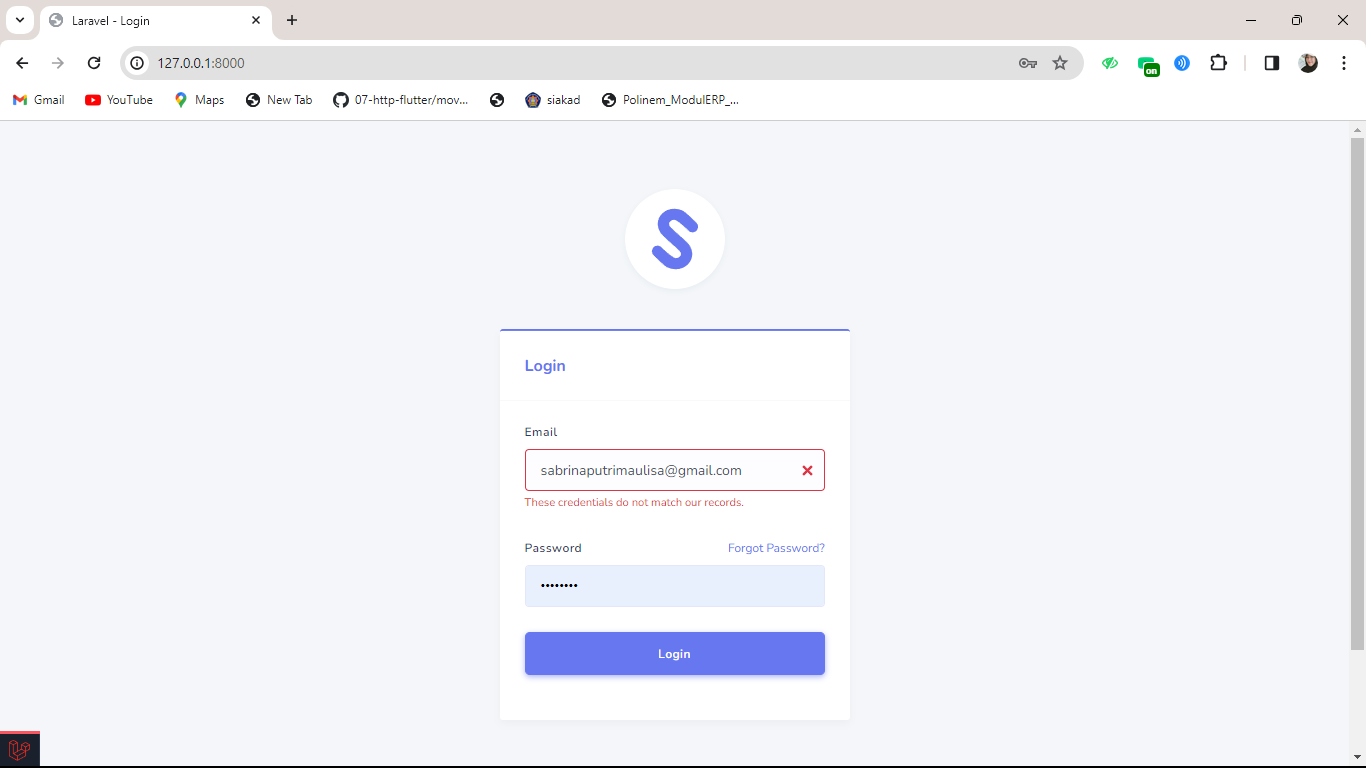 Laravel - Login
127.0.0.1:8000
on
Gmail
YouTube
Maps
New Tab
07-http-flutter/mov...
siakad
Polinem_ModulERP_...
S
Login
Email
sabrinaputrimaulisa@gmail.com
These credentials do not match our records.
Password
Forgot Password?
Login